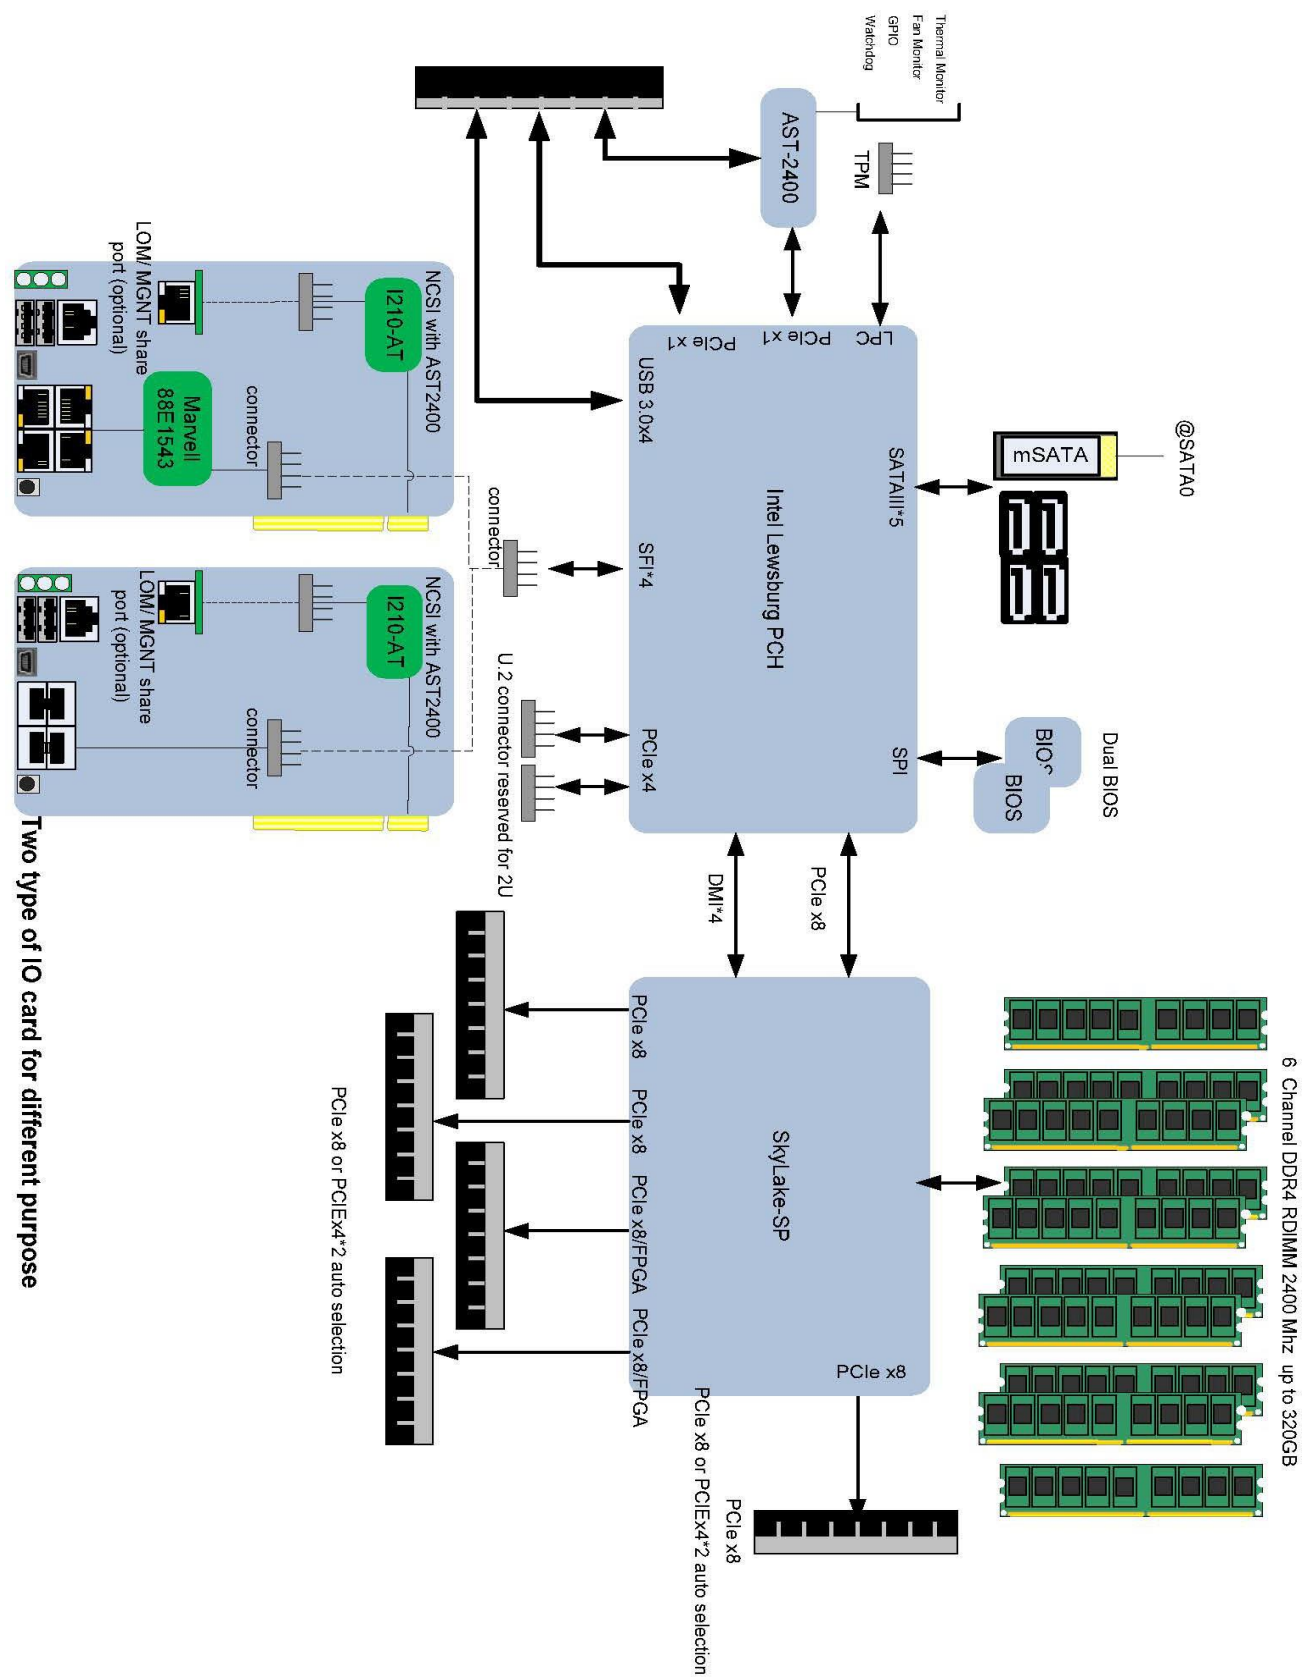 Thermal Monitor
Fan Monitor
GPIO
Watchdog
AST-2400
TPM
LPC
PCIe x1
PCIe x1
USB 3.0x4
SATAIII*5
mSATA
@SATA0
Intel Lewsburg PCH
SFI*4
connector
PCIe x4
U.2 connector reserved for 2U
SPI
BIOS
BIOS
Dual BIOS
NCSI with AST2400
I210-AT
LOM/ MGNT share
port (optional)
Marvell
88E1543
connector
NCSI with AST2400
I210-AT
LOM/ MGNT share
port (optional)
connector
Two type of IO card for different purpose
PCIe x8
DMI*4
SkyLake-SP
PCIe x8
PCIe x8
PCIe x8/FPGA
PCIe x8/FPGA
PCIe x8
PCIe x8 or PCIEx4*2 auto selection
PCIe x8
PCIe x8 or PCIEx4*2 auto selection
6 Channel DDR4 RDIMM 2400 Mhz up to 320GB